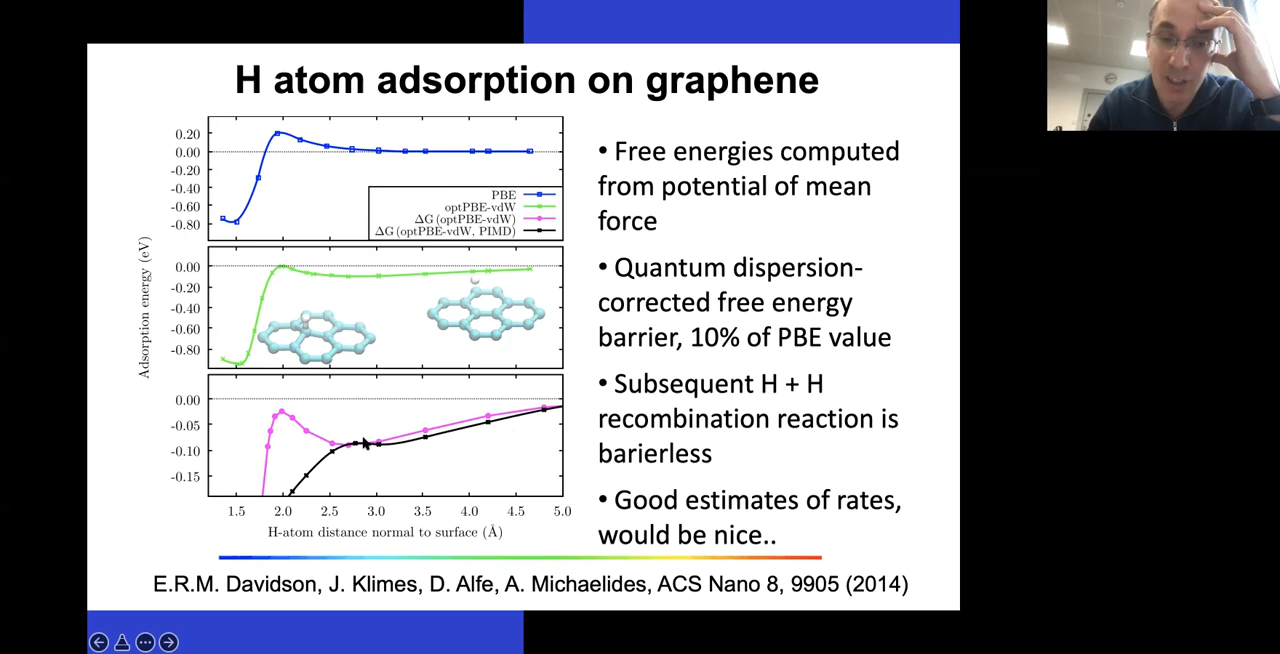 H atom adsorption on graphene
Adsorption energy (eV)
0.20
0.00
-0.20
-0.40
-0.60
-0.80
PBE
optPBE-vdW
ΔG (optPBE-vdW)
ΔG (optPBE-vdW, PIMD)
0.00
-0.20
-0.40
-0.60
-0.80
0.00
-0.05
-0.10
-0.15
1.5 2.0 2.5 3.0 3.5 4.0 4.5 5.0
H-atom distance normal to surface (Å)
• Free energies computed
from potential of mean
force
• Quantum dispersion-
corrected free energy
barrier, 10% of PBE value
• Subsequent H + H
recombination reaction is
barierless
• Good estimates of rates,
would be nice..
E.R.M. Davidson, J. Klimes, D. Alfe, A. Michaelides, ACS Nano 8, 9905 (2014)